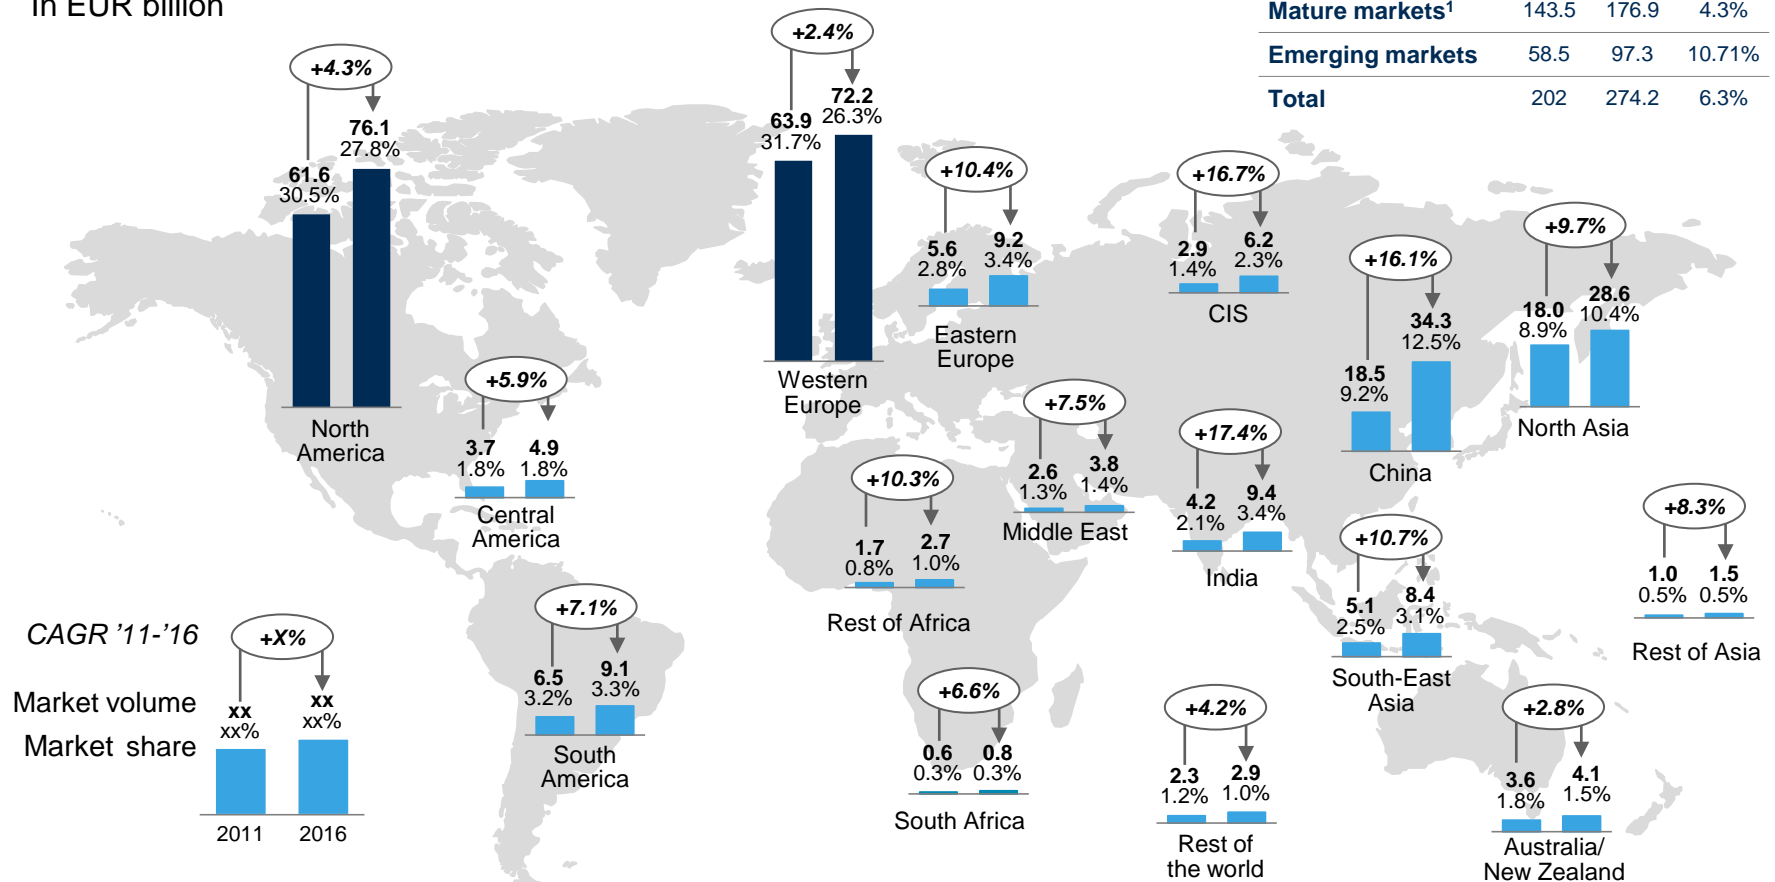 In EUR billion
Mature markets¹ 143.5 176.9 4.3%
Emerging markets 58.5 97.3 10.71%
Total 202 274.2 6.3%
+4.3%
61.6 76.1
30.5% 27.8%
North
America
+2.4%
63.9 72.2
31.7% 26.3%
Western
Europe
+10.4%
5.6 9.2
2.8% 3.4%
Eastern
Europe
+16.7%
2.9 6.2
1.4% 2.3%
CIS
+16.1%
18.5 34.3
9.2% 12.5%
China
+9.7%
18.0 28.6
8.9% 10.4%
North Asia
+5.9%
3.7 4.9
1.8% 1.8%
Central
America
+10.3%
1.7 2.7
0.8% 1.0%
Rest of Africa
+7.5%
2.6 3.8
1.3% 1.4%
Middle East
+17.4%
4.2 9.4
2.1% 3.4%
India
+10.7%
5.1 8.4
2.5% 3.1%
South-East
Asia
+8.3%
1.0 1.5
0.5% 0.5%
Rest of Asia
CAGR '11-'16 +X%
Market volume xx xx
Market share xx% xx%
2011 2016
+7.1%
6.5 9.1
3.2% 3.3%
South
America
+6.6%
0.6 0.8
0.3% 0.3%
South Africa
+4.2%
2.3 2.9
1.2% 1.0%
Rest of
the world
+2.8%
3.6 4.1
1.8% 1.5%
Australia/
New Zealand